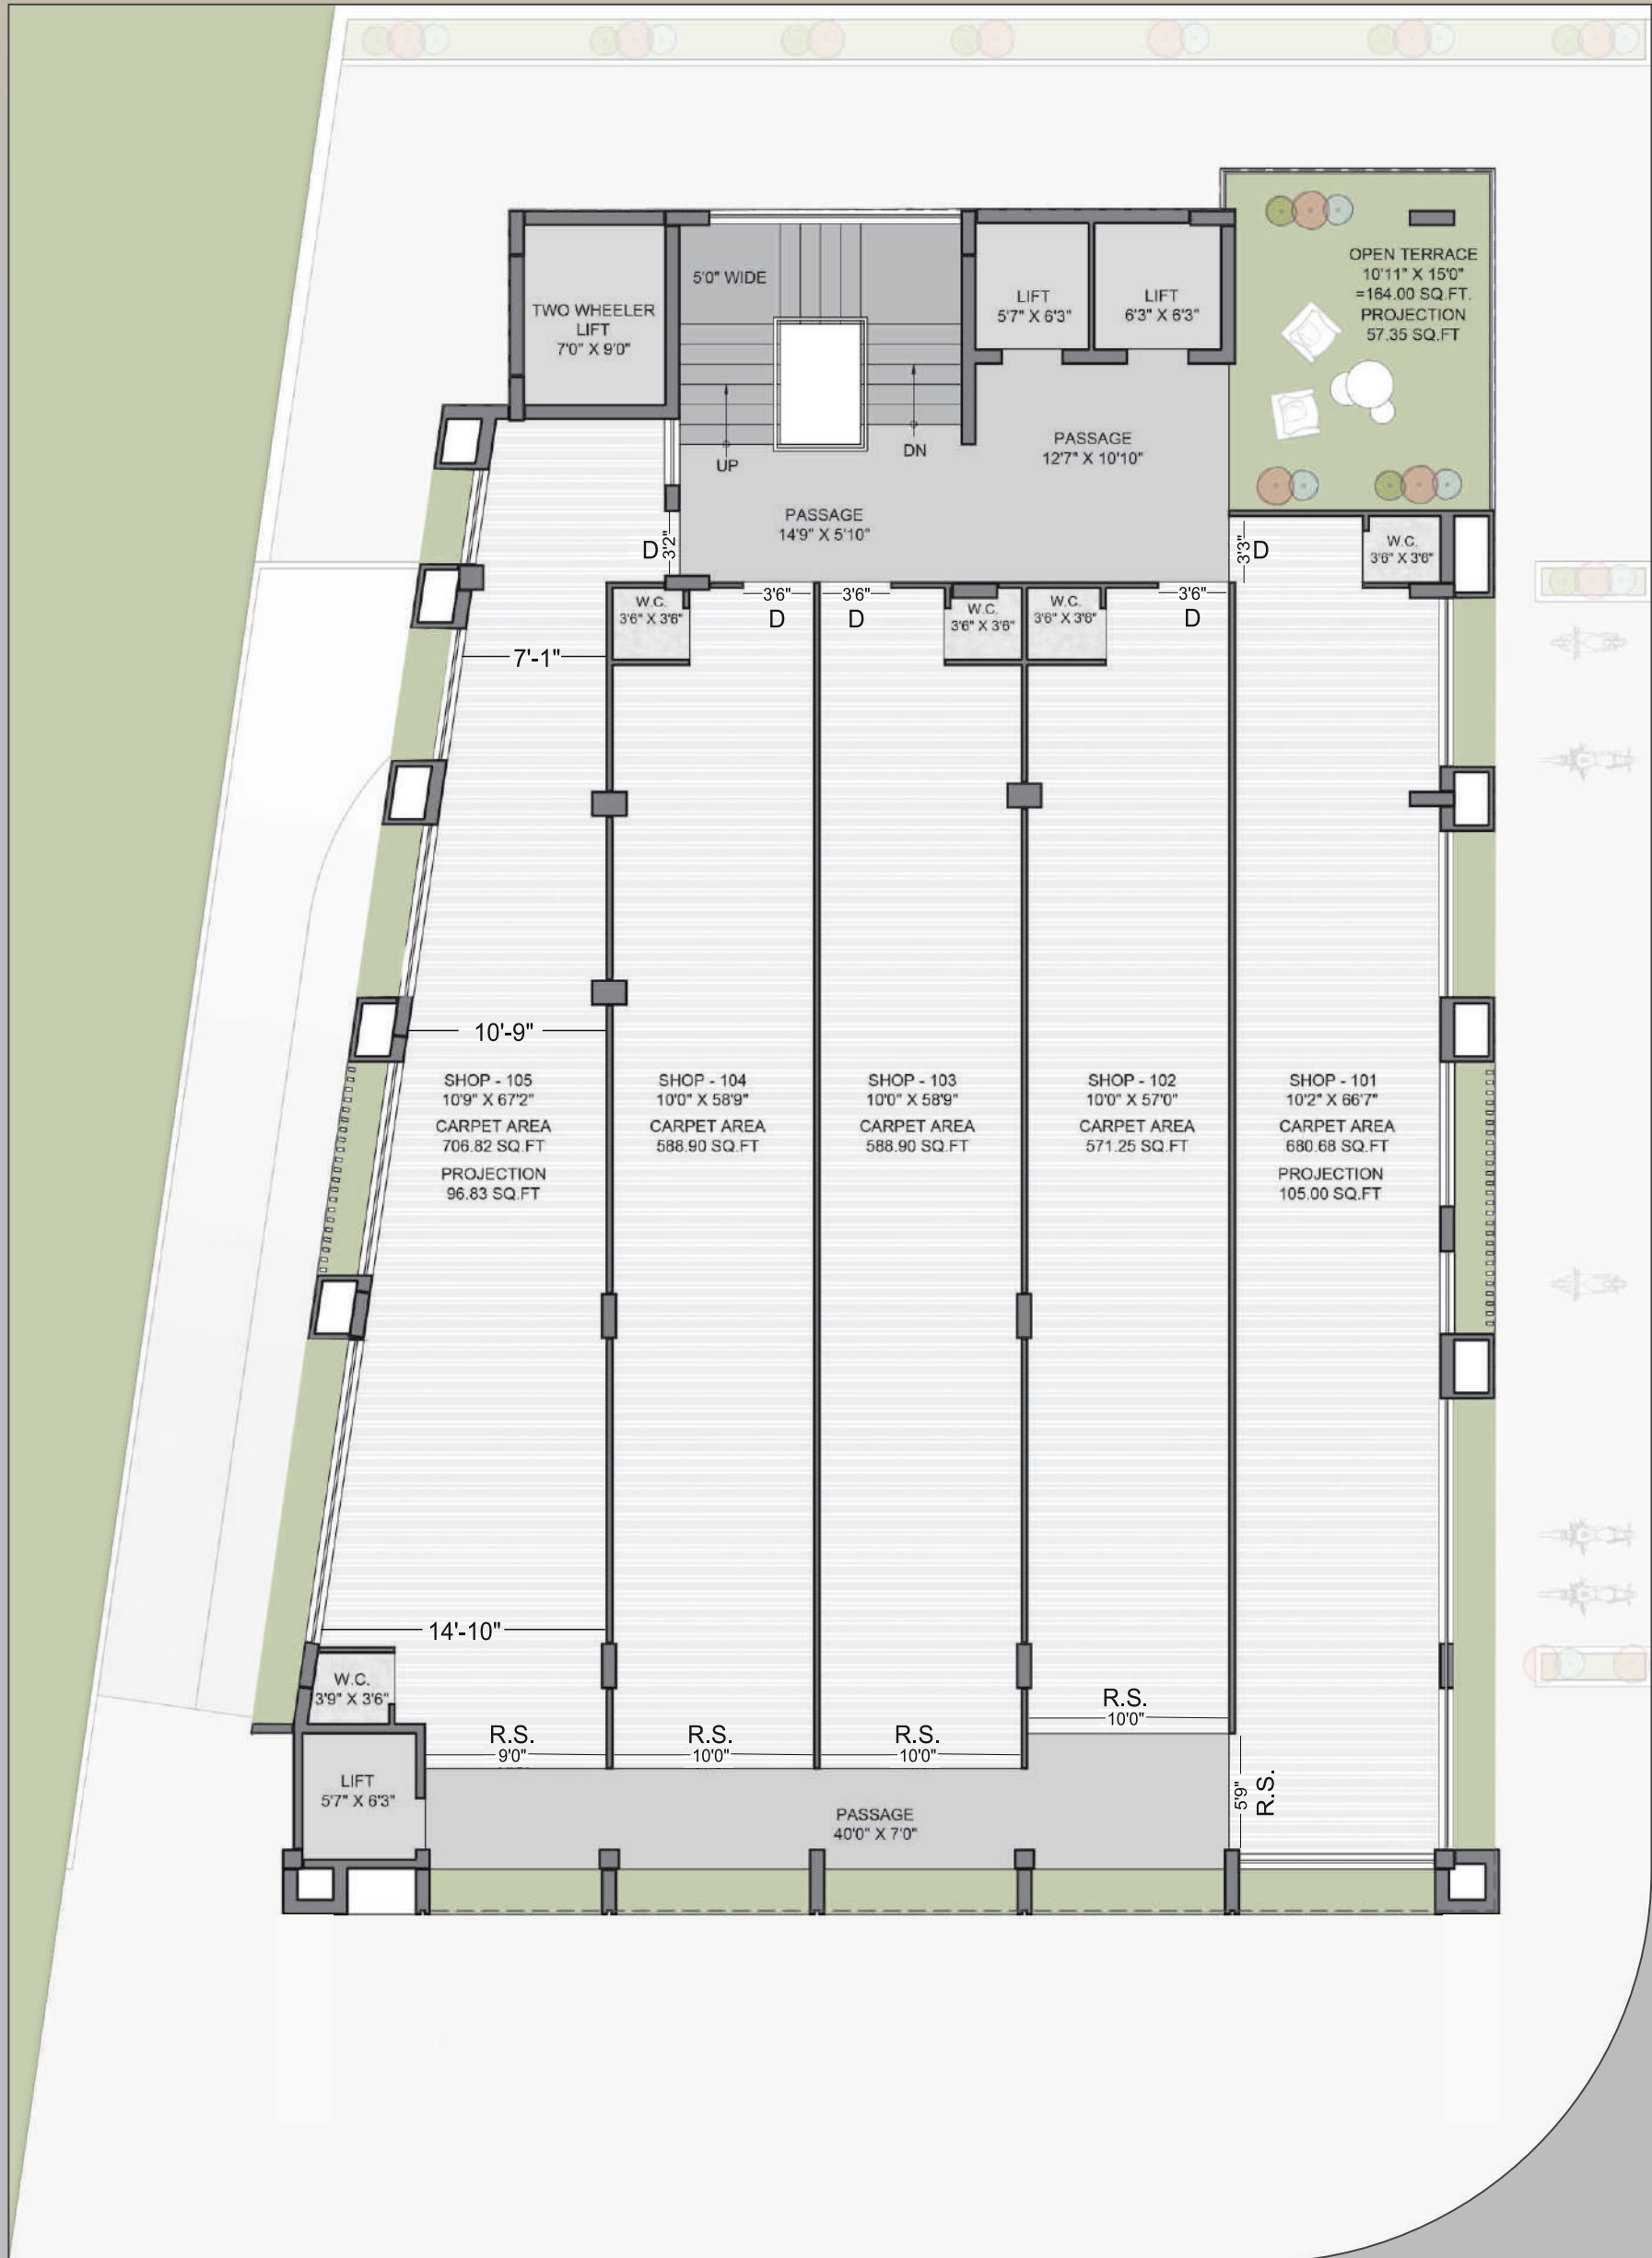 5'0" WIDE
TWO WHEELER
LIFT
7'0" X 9'0"
LIFT
5'7" X 6'3"
LIFT
6'3" X 6'3"
OPEN TERRACE
10'11" X 15'0"
=164.00 SQ.FT.
PROJECTION
57.35 SQ.FT
UP
DN
PASSAGE
12'7" X 10'10"
PASSAGE
14'9" X 5'10"
D
3'2"
3'3"
D
W.C.
3'6" X 3'6"
W.C.
3'6" X 3'6"
3'6"
D
3'6"
D
W.C.
3'6" X 3'6"
W.C.
3'6" X 3'6"
3'6"
D
7'-1"
10'-9"
SHOP - 105
10'9" X 67'2"
CARPET AREA
706.82 SQ.FT
PROJECTION
96.83 SQ.FT
SHOP - 104
10'0" X 58'9"
CARPET AREA
588.90 SQ.FT
SHOP - 103
10'0" X 58'9"
CARPET AREA
588.90 SQ.FT
SHOP - 102
10'0" X 57'0"
CARPET AREA
571.25 SQ.FT
SHOP - 101
10'2" X 66'7"
CARPET AREA
680.68 SQ.FT
PROJECTION
105.00 SQ.FT
14'-10"
W.C.
3'9" X 3'6"
R.S.
9'0"
R.S.
10'0"
R.S.
10'0"
R.S.
10'0"
5'9"
R.S.
LIFT
5'7" X 6'3"
PASSAGE
40'0" X 7'0"